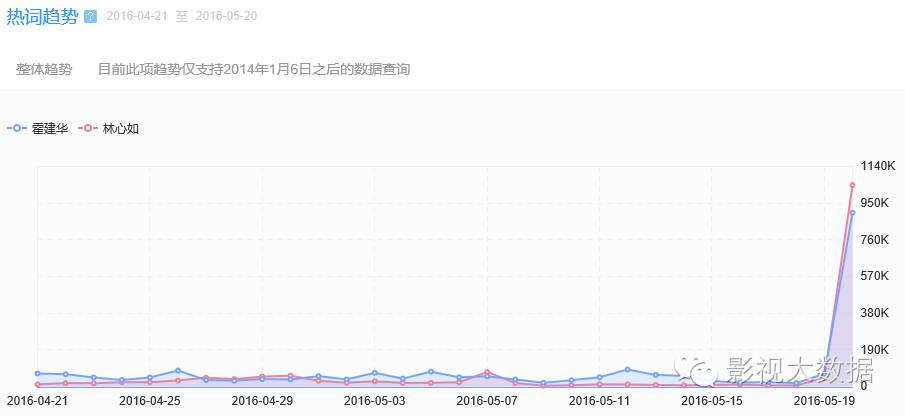 热词趋势 ? 2016-04-21 至 2016-05-20
整体趋势 目前此项趋势仅支持2014年1月6日之后的数据查询
霍建华 林心如
1140K
950K
760K
570K
380K
190K
影视大数据
0
2016-04-21 2016-04-25 2016-04-29 2016-05-03 2016-05-07 2016-05-11 2016-05-15 2016-05-19